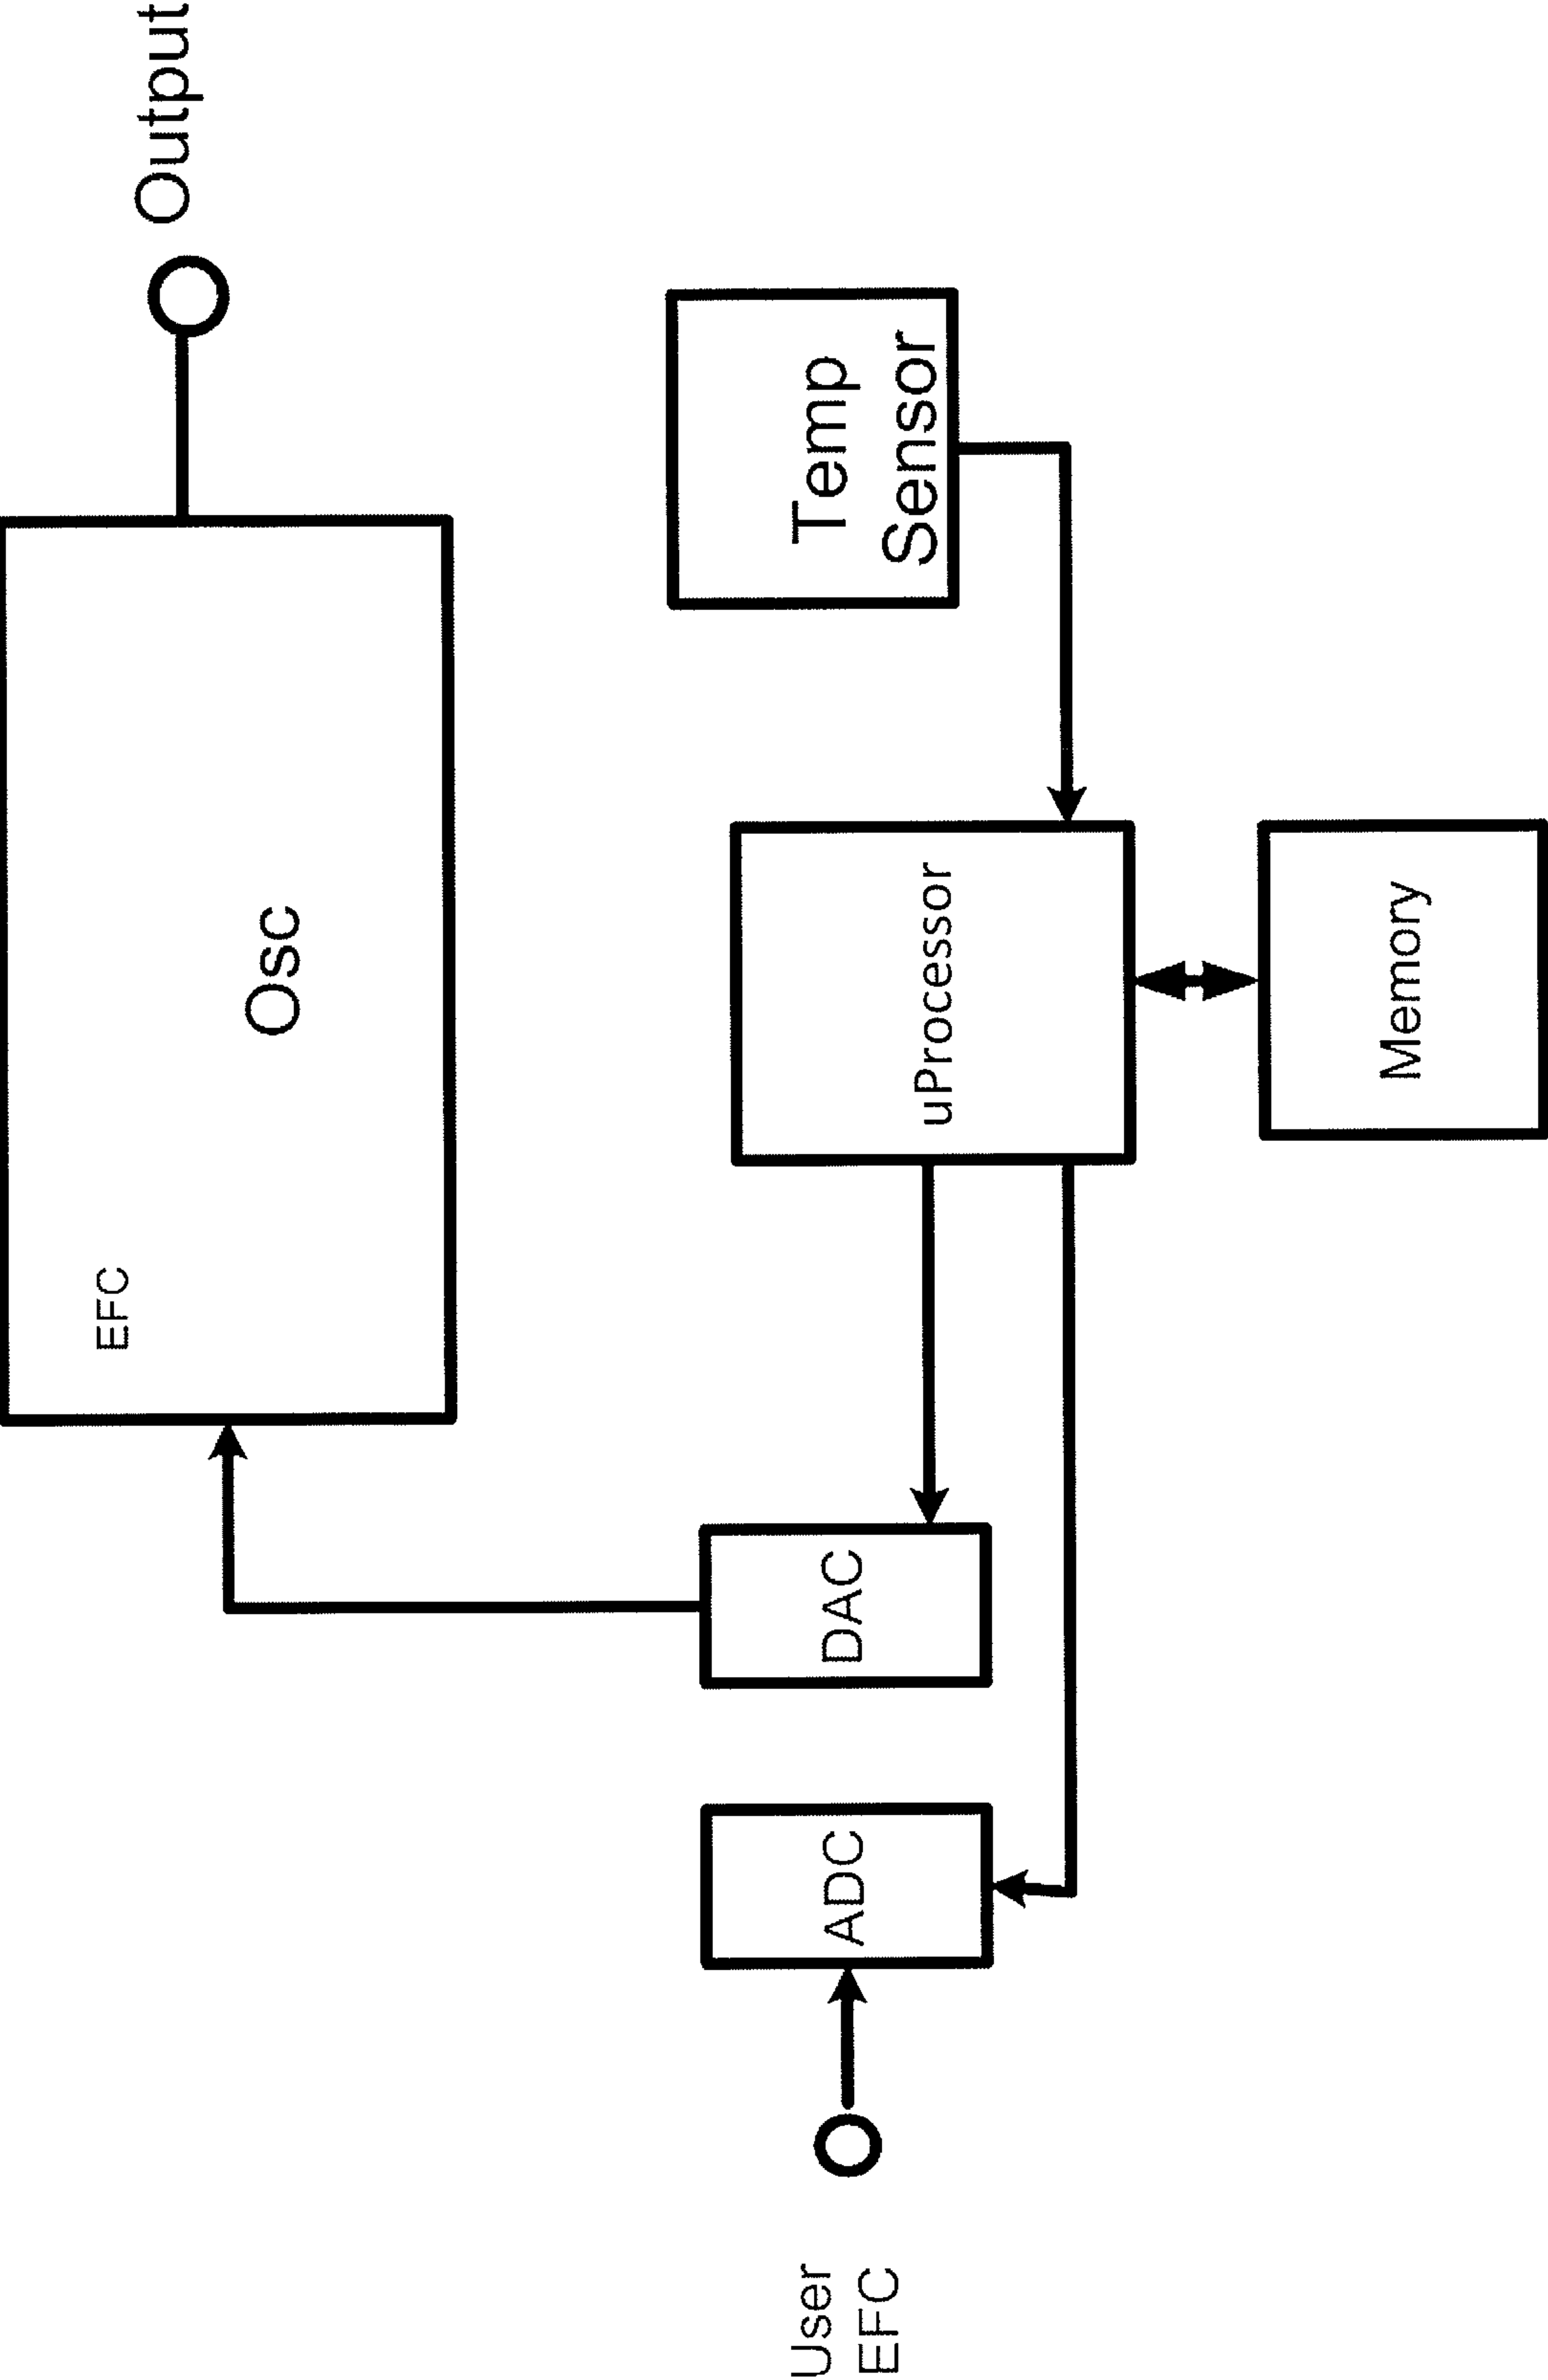 Output
EFC
Osc
Temp
Sensor
uProcessor
DAC
ADC
User
EFC
Memory